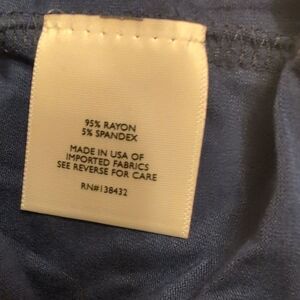 95% RAYON
5% SPANDEX
MADE IN USA OF
IMPORTED FABRICS
SEE REVERSE FOR CARE
RN#138432